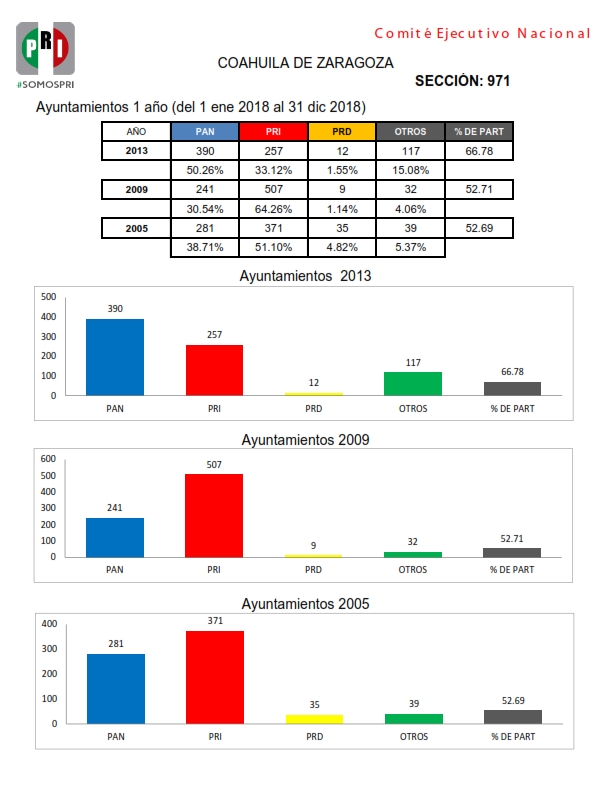 Comité Ejecutivo Nacional
PRI
#SOMOSPRI
COAHUILA DE ZARAGOZA
SECCIÓN: 971
Ayuntamientos 1 año (del 1 ene 2018 al 31 dic 2018)
AÑO PAN PRI PRD OTROS % DE PART
2013 390 257 12 117 66.78
50.26% 33.12% 1.55% 15.08%
2009 241 507 9 32 52.71
30.54% 64.26% 1.14% 4.06%
2005 281 371 35 39 52.69
38.71% 51.10% 4.82% 5.37%
Ayuntamientos 2013
500
400
300
200
100
0
390 257 12 117 66.78
PAN PRI PRD OTROS % DE PART
Ayuntamientos 2009
600
500
400
300
200
100
0
241 507 9 32 52.71
PAN PRI PRD OTROS % DE PART
Ayuntamientos 2005
400
300
200
100
0
281 371 35 39 52.69
PAN PRI PRD OTROS % DE PART